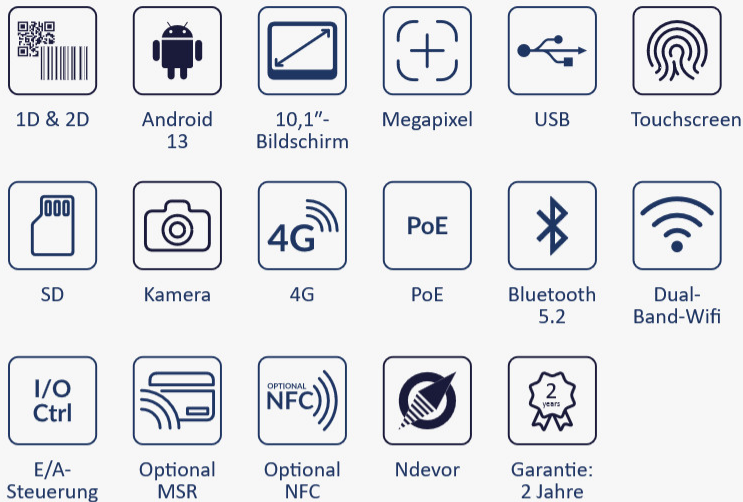 1D & 2D
Android
13
10,1″-
Bildschirm
Megapixel
USB
Touchscreen
4G
PoE
SD
Kamera
4G
PoE
Bluetooth
5.2
Dual-
Band-Wifi
I/O
Ctrl
OPTIONAL
NFC
2
years
E/A-
Steuerung
Optional
MSR
Optional
NFC
Ndevor
Garantie:
2 Jahre